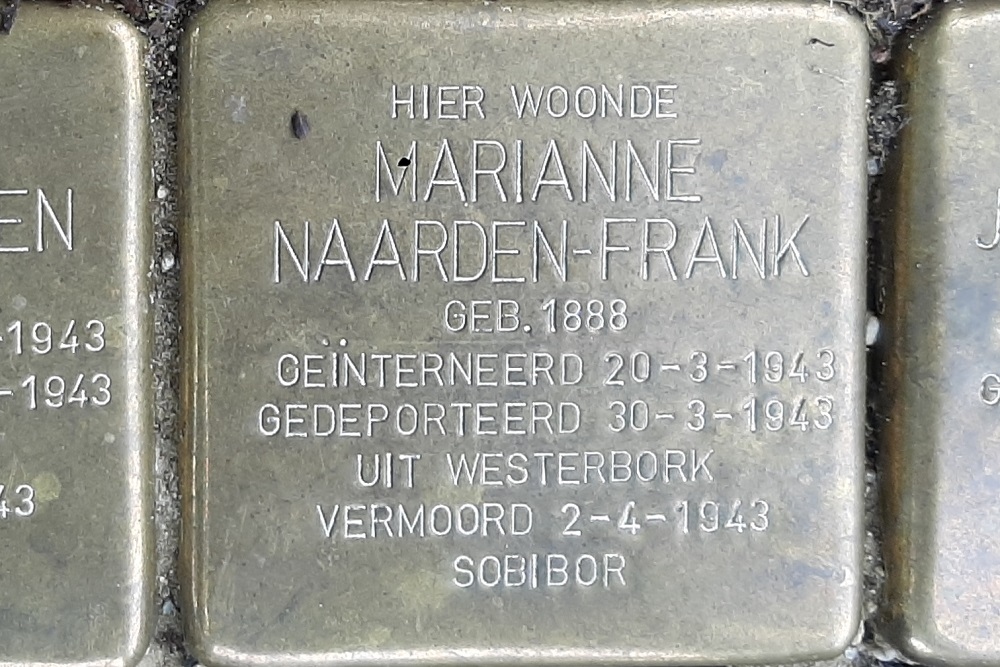 HIER WOONDE
MARIANNE
NAARDEN-FRANK
GEB. 1888
GEÏNTERNEERD 20-3-1943
GEDEPORTEERD 30-3-1943
UIT WESTERBORK
VERMOORD 2-4-1943
SOBIBOR